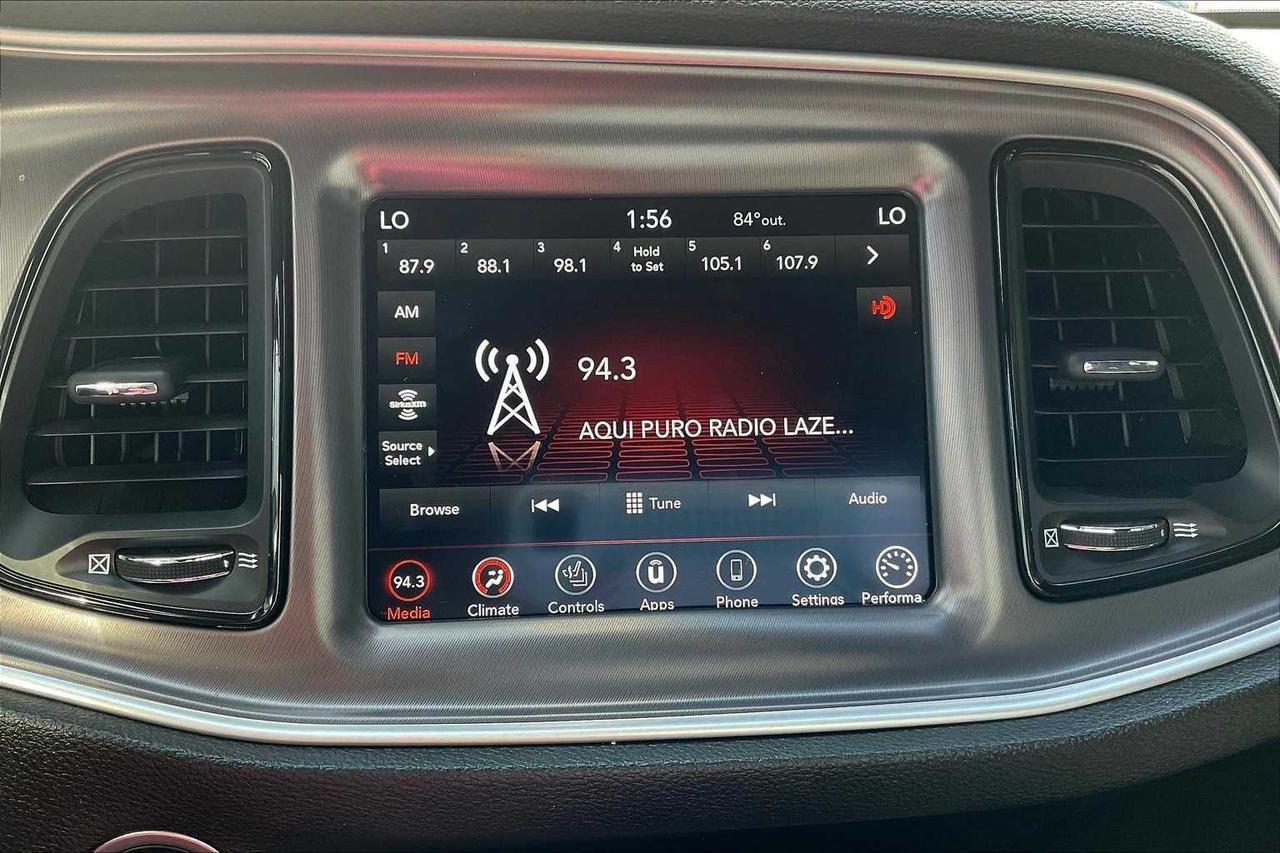 LO 1:56 84°out. LO
1 87.9 2 88.1 3 98.1 4 Hold to Set 5 105.1 6 107.9
AM
HD
FM
94.3
SiriusXM
AQUI PURO RADIO LAZE...
Source
Select
Browse Tune Audio
94.3
Media Climate Controls Apps Phone Settings Performa